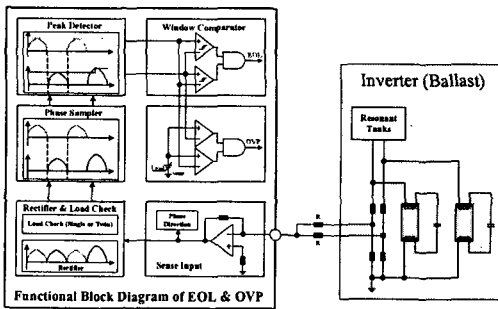 Peak Detector
Window Comparator
EOL
Phase Sampler
OVP
Rectifier & Load Check
Load Check (Single or Twin)
Rectifier
Phase Direction
Sense Input
R
R
Inverter (Ballast)
Resonant
Tanks
Functional Block Diagram of EOL & OVP